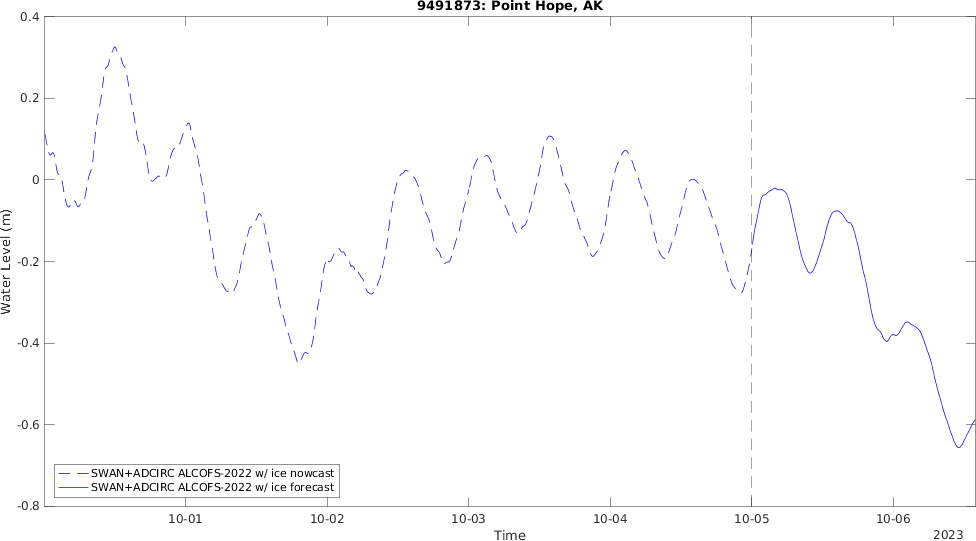 9491873: Point Hope, AK
0.4
0.2
0
-0.2
-0.4
-0.6
-0.8
Water Level (m)
SWAN+ADCIRC ALCOFS-2022 w/ ice nowcast
SWAN+ADCIRC ALCOFS-2022 w/ ice forecast
10-01 10-02 10-03 10-04 10-05 10-06
Time
2023